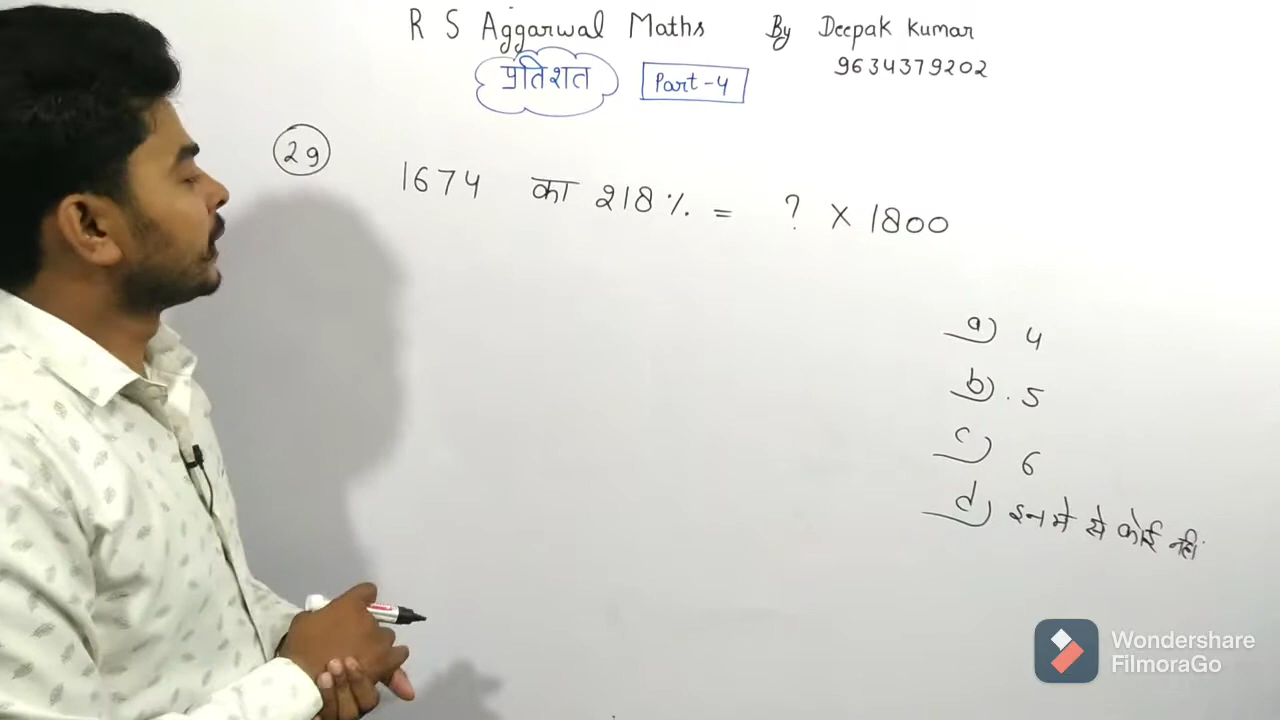 R S Aggarwal Maths By Deepak Kumar
9634379202
प्रतिशत Part-4
29
1674 का 218% = ? × 1800
a) 4
b) 5
c) 6
d) इनमे से कोई नहीं
Wondershare
FilmoraGo